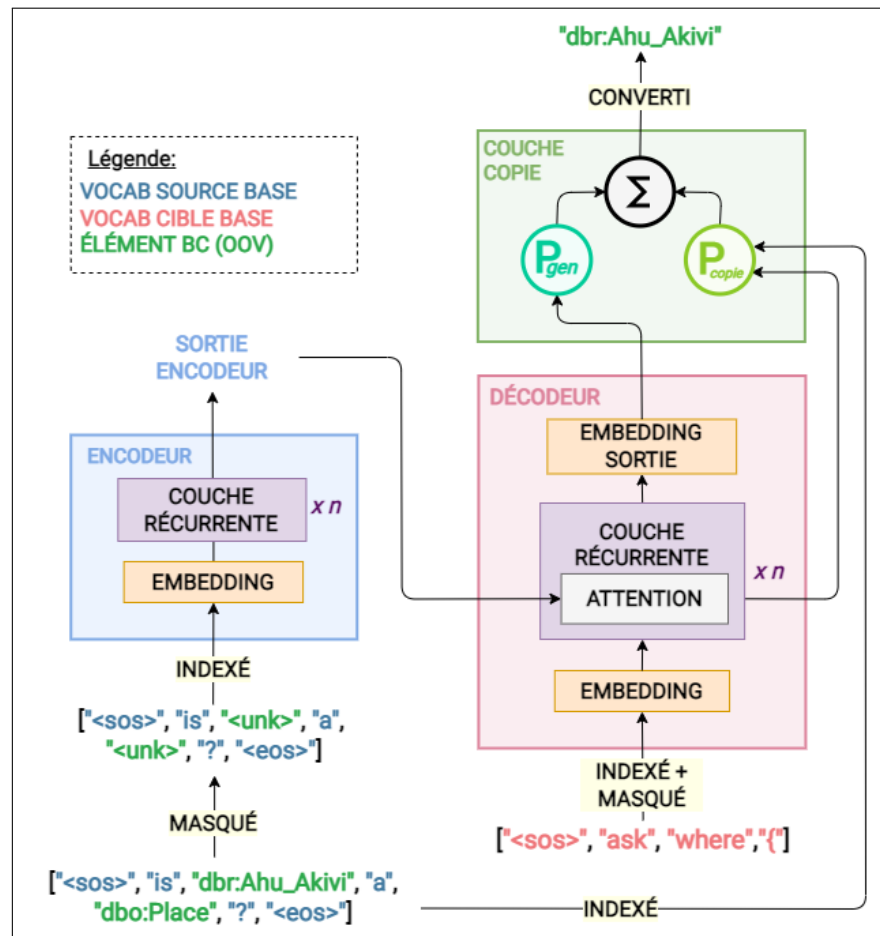 "dbr:Ahu_Akivi"
CONVERTI
COUCHE
COPIE
Σ
Pgen
Pcopie
Légende:
VOCAB SOURCE BASE
VOCAB CIBLE BASE
ÉLÉMENT BC (OOV)
SORTIE
ENCODEUR
ENCODEUR
COUCHE
RÉCURRENTE
x n
EMBEDDING
INDEXÉ
["<sos>", "is", "<unk>", "a",
"<unk>", "?", "<eos>"]
MASQUÉ
["<sos>", "is", "dbr:Ahu_Akivi", "a",
"dbo:Place", "?", "<eos>"]
DÉCODEUR
EMBEDDING
SORTIE
COUCHE
RÉCURRENTE
x n
ATTENTION
EMBEDDING
INDEXÉ +
MASQUÉ
["<sos>", "ask", "where","{"]
INDEXÉ